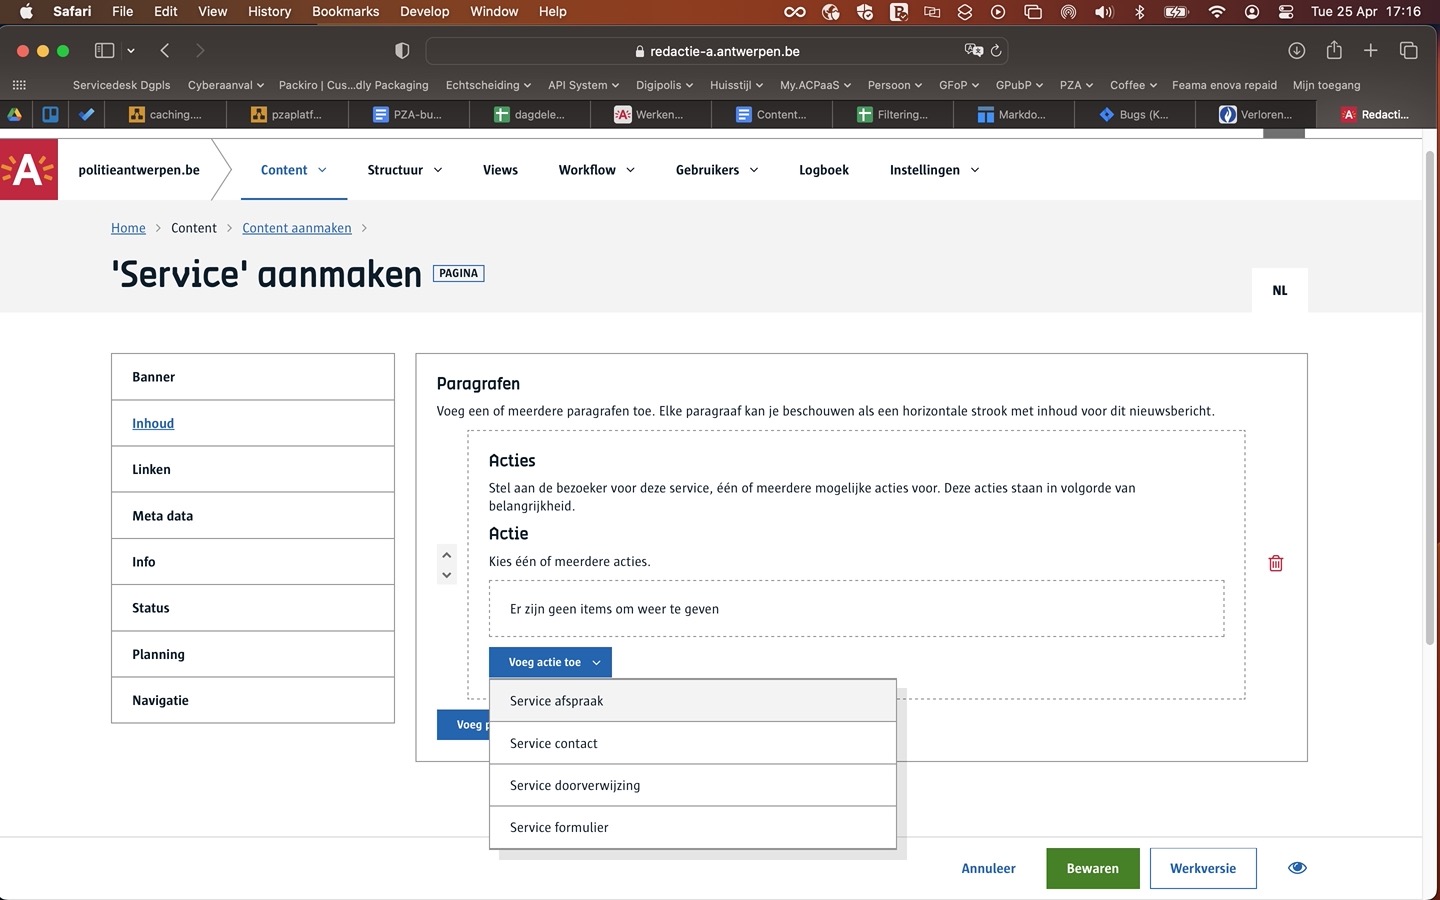 Safari File Edit View History Bookmarks Develop Window Help Tue 25 Apr 17:16
redactie-a.antwerpen.be
Servicedesk Dgpls Cyberaanval Packiro | Cus...dly Packaging Echtscheiding API System Digipolis Huisstijl My.ACPaaS Persoon GFoP GPubP PZA Coffee Feama enova repaid Mijn toegang
caching.... pzaplatf... PZA-bu... dagdele... Werken... Content... Filtering... Markdo... Bugs (K... Verloren... Redacti...
A politieantwerpen.be Content Structuur Views Workflow Gebruikers Logboek Instellingen
Home Content Content aanmaken
'Service' aanmaken PAGINA
NL
Banner
Inhoud
Linken
Meta data
Info
Status
Planning
Navigatie
Paragrafen
Voeg een of meerdere paragrafen toe. Elke paragraaf kan je beschouwen als een horizontale strook met inhoud voor dit nieuwsbericht.
Acties
Stel aan de bezoeker voor deze service, één of meerdere mogelijke acties voor. Deze acties staan in volgorde van
belangrijkheid.
Actie
Kies één of meerdere acties.
Er zijn geen items om weer te geven
Voeg actie toe
Service afspraak
Voeg p
Service contact
Service doorverwijzing
Service formulier
Annuleer Bewaren Werkversie